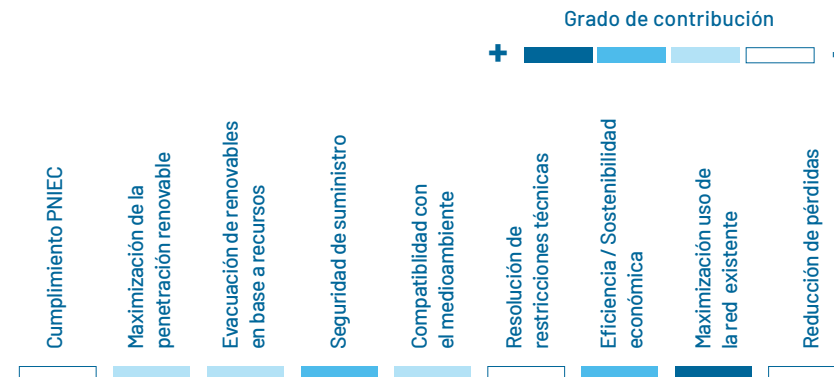 Grado de contribución
+
-
Cumplimiento PNIEC
Maximización de la
penetración renovable
Evacuación de renovables
en base a recursos
Seguridad de suministro
Compatiblidad con
el medioambiente
Resolución de
restricciones técnicas
Eficiencia / Sostenibilidad
económica
Maximización uso de
la red existente
Reducción de pérdidas